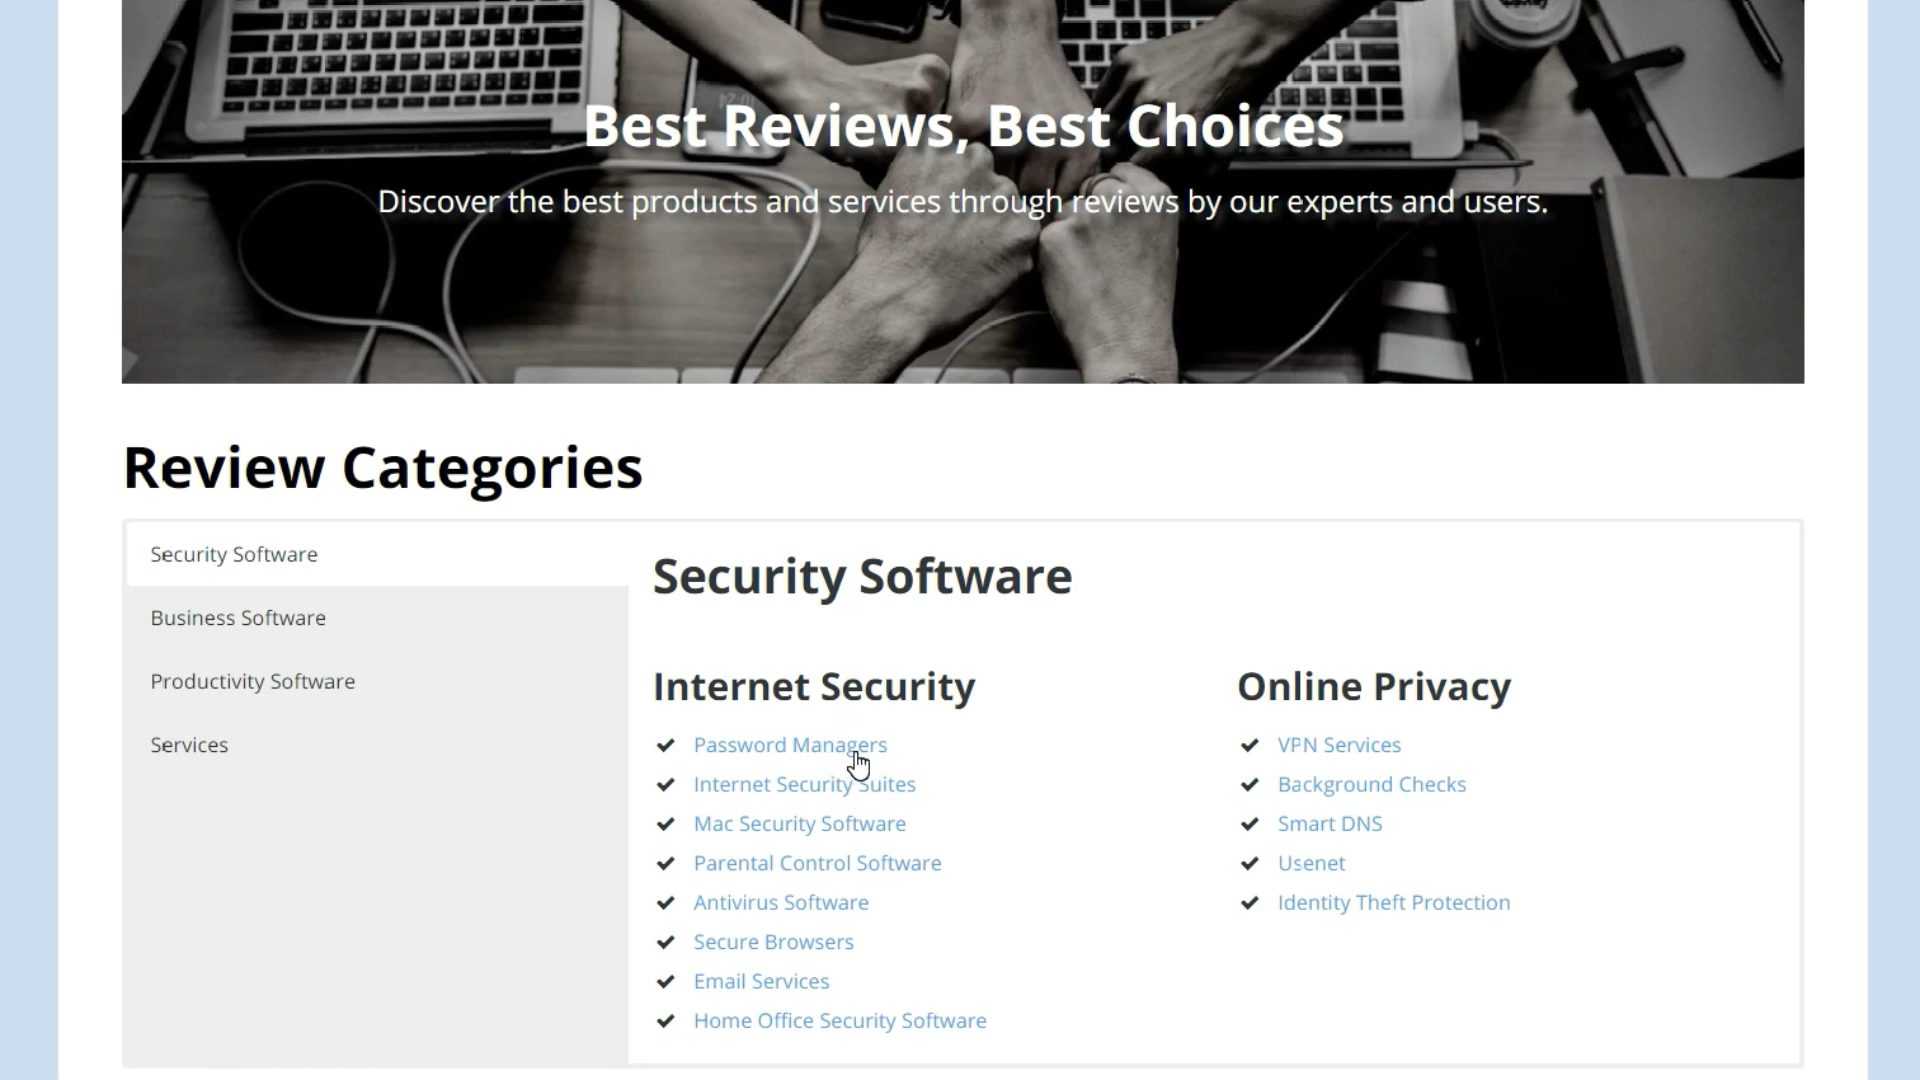 Best Reviews, Best Choices
Discover the best products and services through reviews by our experts and users.
Review Categories
Security Software
Business Software
Productivity Software
Services
Security Software
Internet Security
Password Managers
Internet Security Suites
Mac Security Software
Parental Control Software
Antivirus Software
Secure Browsers
Email Services
Home Office Security Software
Online Privacy
VPN Services
Background Checks
Smart DNS
Usenet
Identity Theft Protection